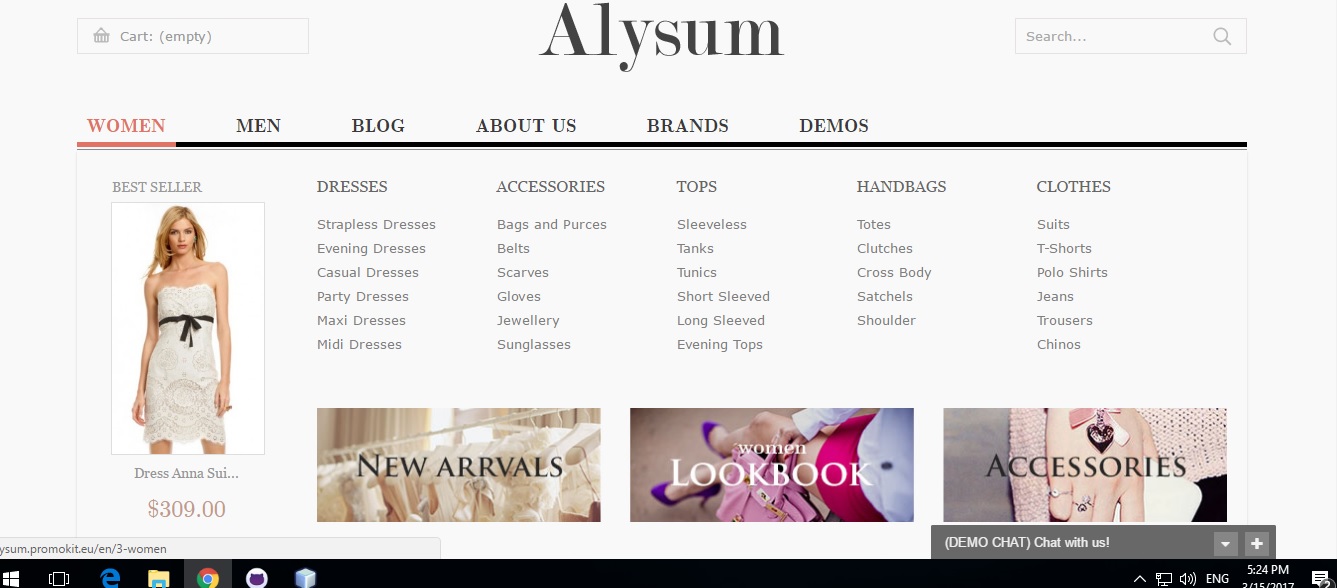 Cart: (empty)
Alysum
Search...
WOMEN MEN BLOG ABOUT US BRANDS DEMOS
BEST SELLER
Dress Anna Sui...
$309.00
DRESSES
Strapless Dresses
Evening Dresses
Casual Dresses
Party Dresses
Maxi Dresses
Midi Dresses
ACCESSORIES
Bags and Purces
Belts
Scarves
Gloves
Jewellery
Sunglasses
TOPS
Sleeveless
Tanks
Tunics
Short Sleeved
Long Sleeved
Evening Tops
HANDBAGS
Totes
Clutches
Cross Body
Satchels
Shoulder
CLOTHES
Suits
T-Shorts
Polo Shirts
Jeans
Trousers
Chinos
NEW ARRVALS
women
LOOKBOOK
ACCESSORIES
(DEMO CHAT) Chat with us!
ysum.promokit.eu/en/3-women
ENG
5:24 PM
3/15/2017